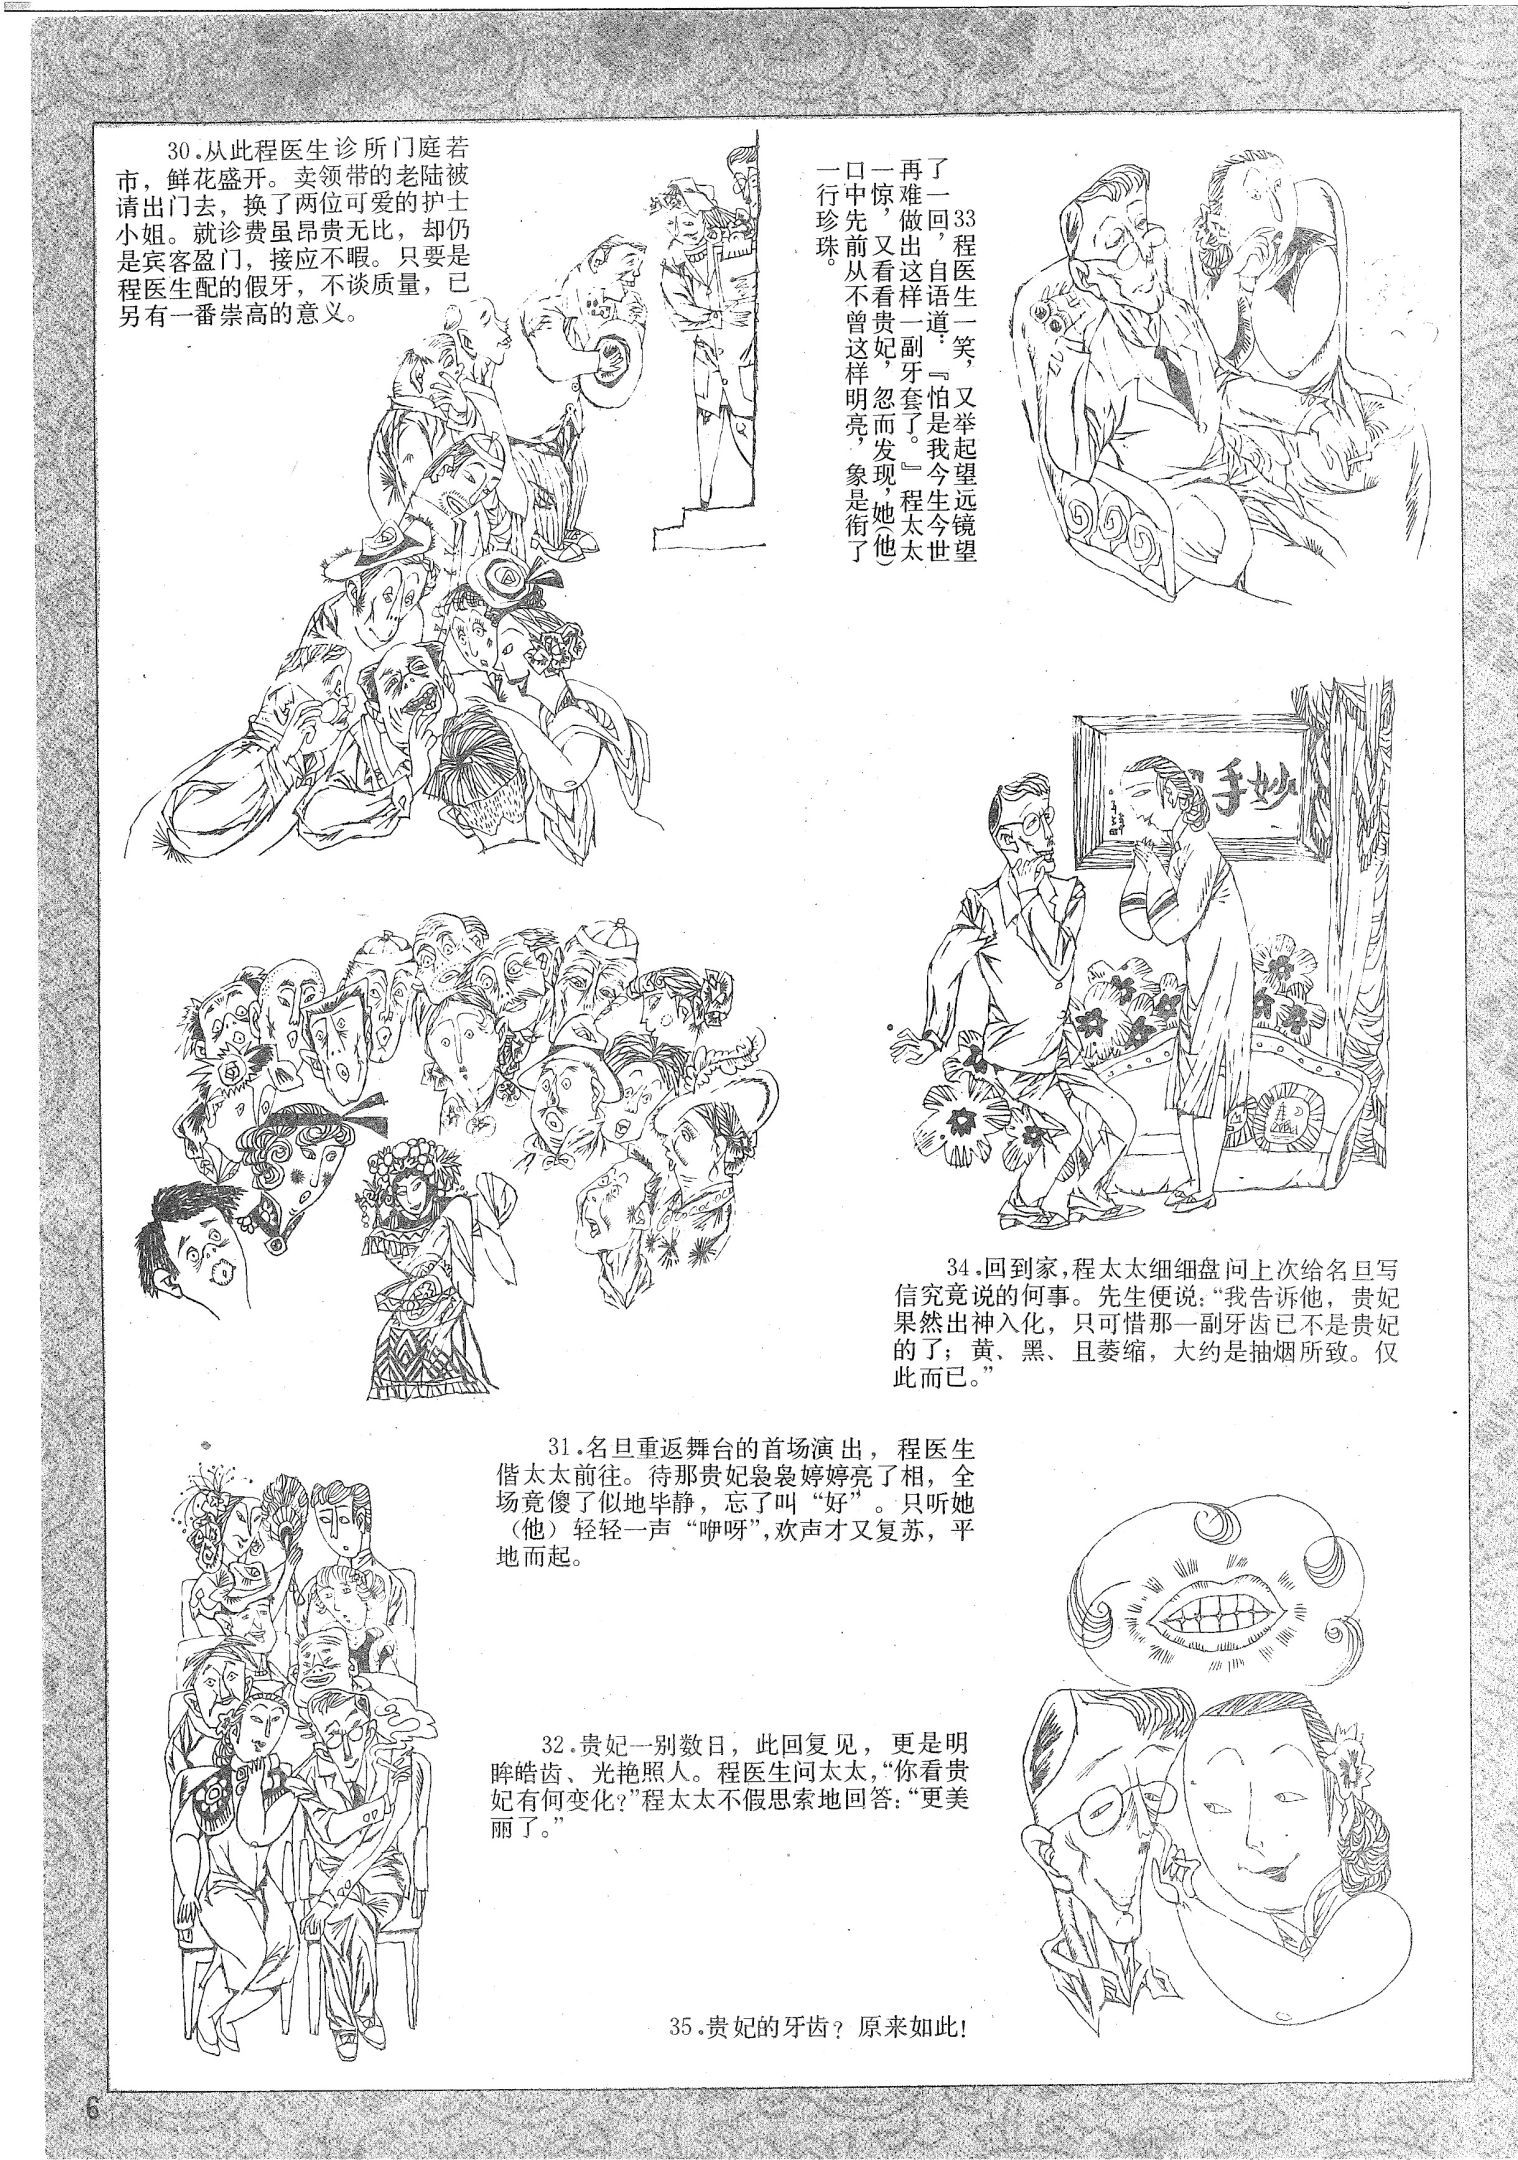 30.从此程医生诊所门庭若
市，鲜花盛开。卖领带的老陆被
请出门去，换了两位可爱的护士
小姐。就诊费虽昂贵无比，却仍
是宾客盈门，接应不暇。只要是
程医生配的假牙，不谈质量，已
另有一番崇高的意义。
31.名旦重返舞台的首场演出，程医生
偕太太前往。待那贵妃袅袅婷婷亮了相，全
场竟傻了似地毕静，忘了叫“好”。只听她
（他）轻轻一声“咿呀”，欢声才又复苏，平
地而起。
32.贵妃一别数日，此回复见，更是明
眸皓齿、光艳照人。程医生问太太，“你看贵
妃有何变化？”程太太不假思索地回答：“更美
丽了。”
33程医生一笑，又举起望远镜望
了一回，自语道：『怕是我今生今世
再难做出这样一副牙套了。』程太太
一惊，又看看贵妃，忽而发现，她（他）
口中先前从不曾这样明亮，象是衔了
一行珍珠。
妙手
34.回到家，程太太细细盘问上次给名旦写
信究竟说的何事。先生便说：“我告诉他，贵妃
果然出神入化，只可惜那一副牙齿已不是贵妃
的了；黄、黑、且萎缩，大约是抽烟所致。仅
此而已。”
35.贵妃的牙齿？原来如此！
6